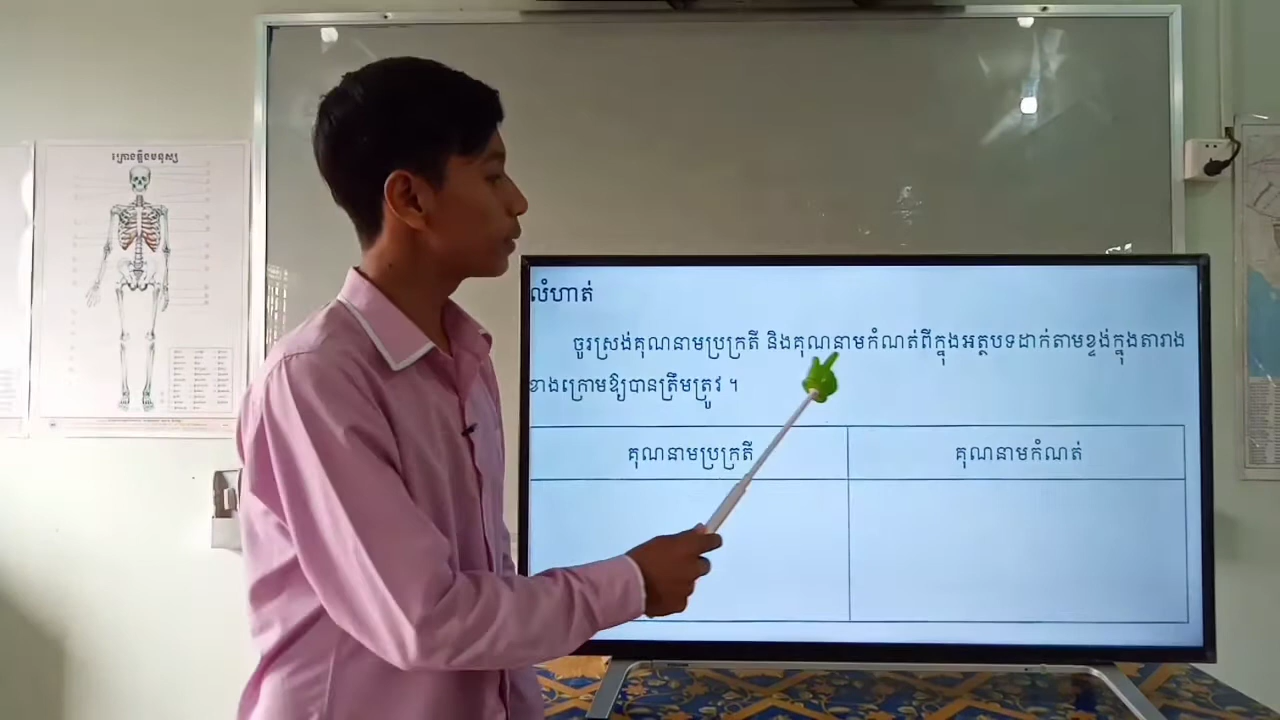 គ្រោងឆ្អឹងមនុស្ស
លំហាត់
ចូរស្រង់គុណនាមប្រក្រតី និងគុណនាមកំណត់ពីក្នុងអត្ថបទដាក់តាមខ្ទង់ក្នុងតារាង
ខាងក្រោមឱ្យបានត្រឹមត្រូវ ។
គុណនាមប្រក្រតី
គុណនាមកំណត់